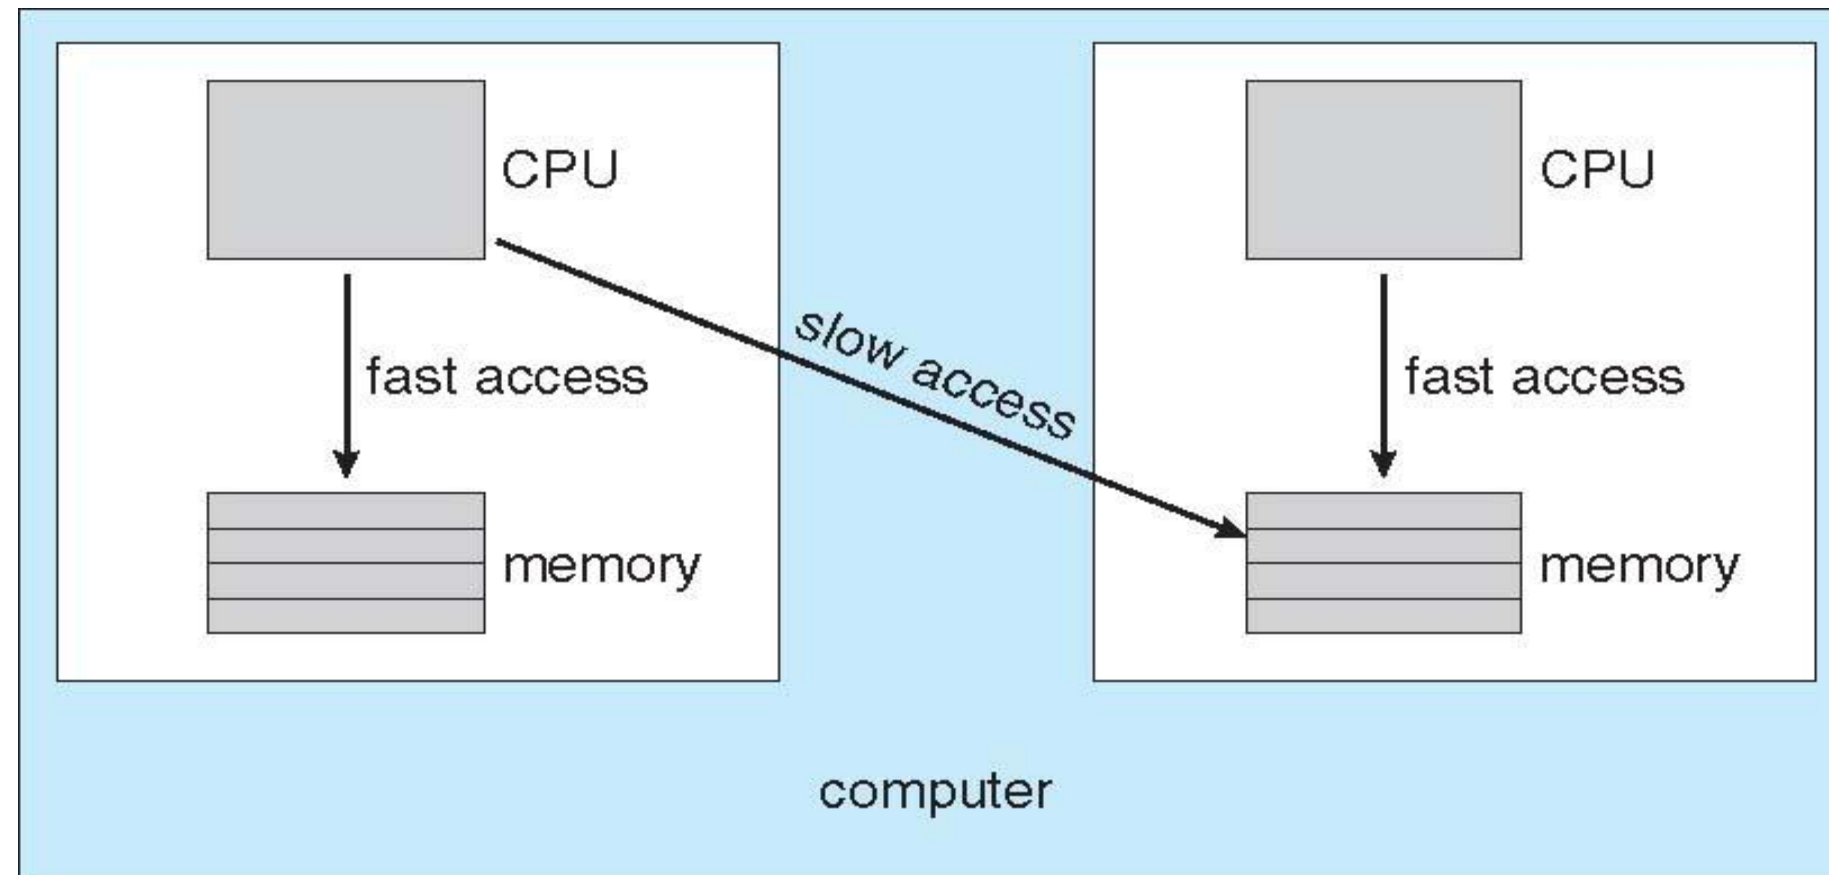 CPU
CPU
slow access
fast access
fast access
memory
memory
computer